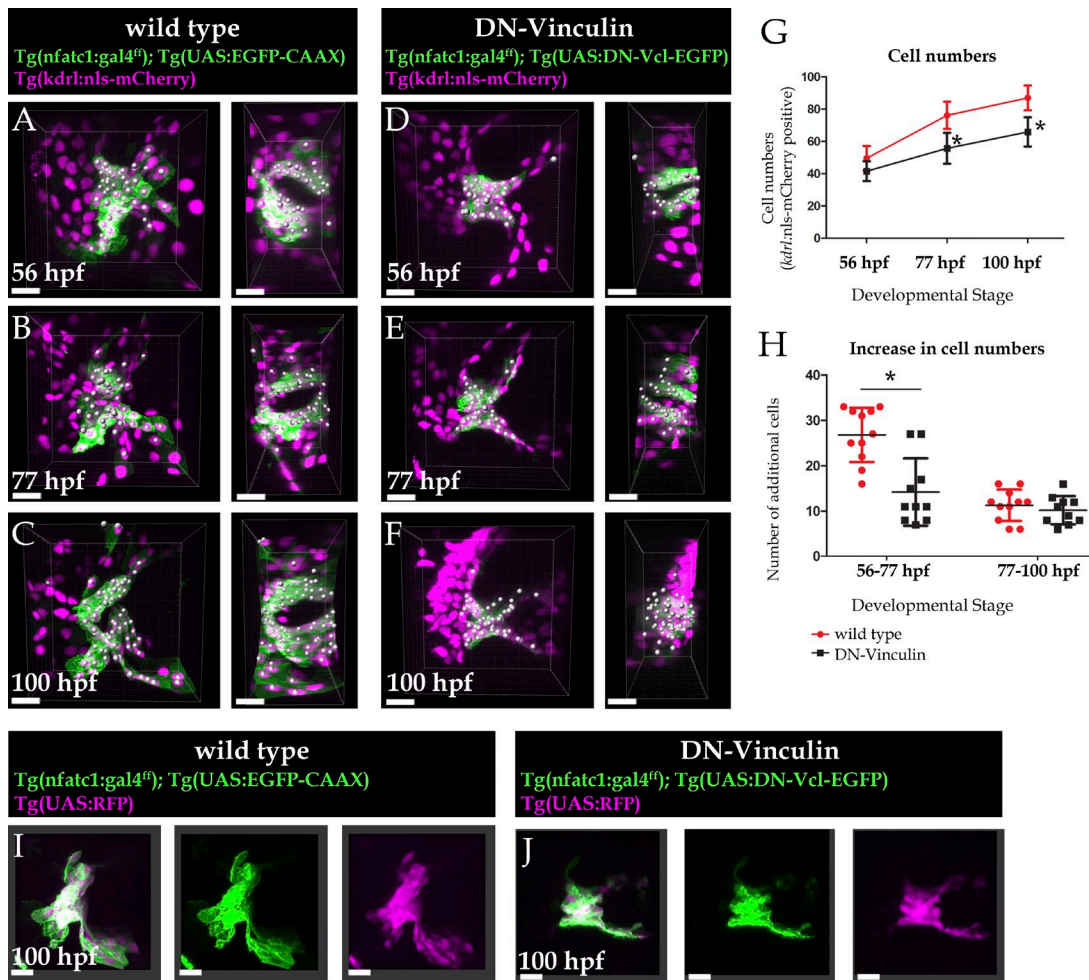 wild type
Tg(nfatc1:gal4ff); Tg(UAS:EGFP-CAAX)
Tg(kdrl:nls-mCherry)
DN-Vinculin
Tg(nfatc1:gal4ff); Tg(UAS:DN-Vcl-EGFP)
Tg(kdrl:nls-mCherry)
A
56 hpf
D
56 hpf
B
77 hpf
E
77 hpf
C
100 hpf
F
100 hpf
G
Cell numbers
Cell numbers
(kdrl:nls-mCherry positive)
100
80
60
40
20
0
*
*
56 hpf 77 hpf 100 hpf
Developmental Stage
H
Increase in cell numbers
Number of additional cells
40
30
20
10
0
*
56-77 hpf 77-100 hpf
Developmental Stage
wild type
DN-Vinculin
wild type
Tg(nfatc1:gal4ff); Tg(UAS:EGFP-CAAX)
Tg(UAS:RFP)
DN-Vinculin
Tg(nfatc1:gal4ff); Tg(UAS:DN-Vcl-EGFP)
Tg(UAS:RFP)
I
100 hpf
J
100 hpf